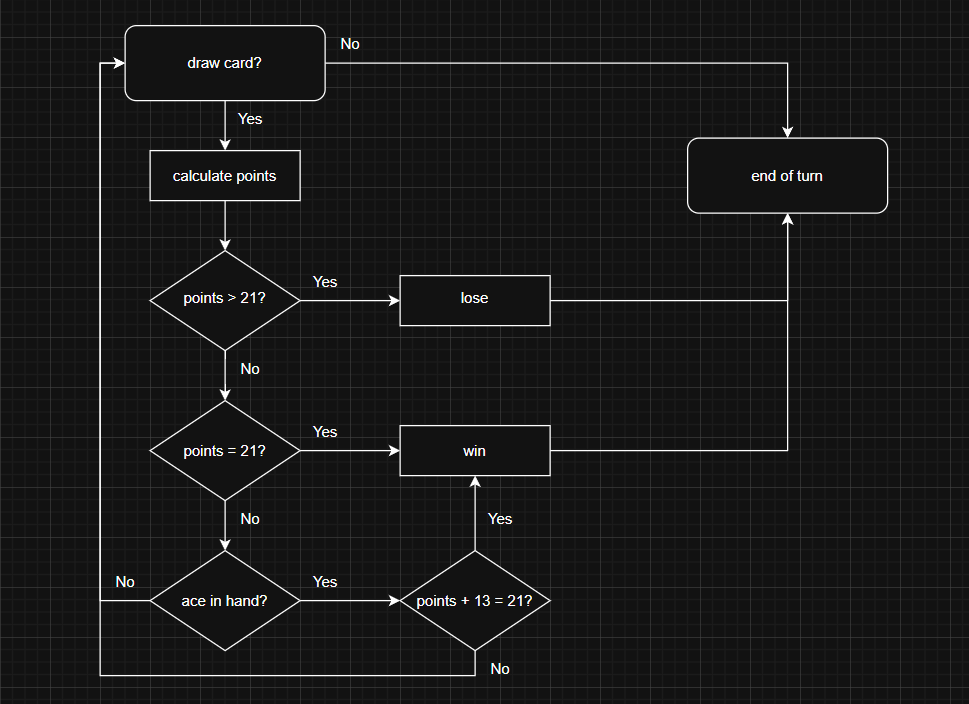 No
draw card?
Yes
calculate points
end of turn
Yes
points > 21?
lose
No
Yes
points = 21?
win
No
Yes
No
Yes
ace in hand?
points + 13 = 21?
No